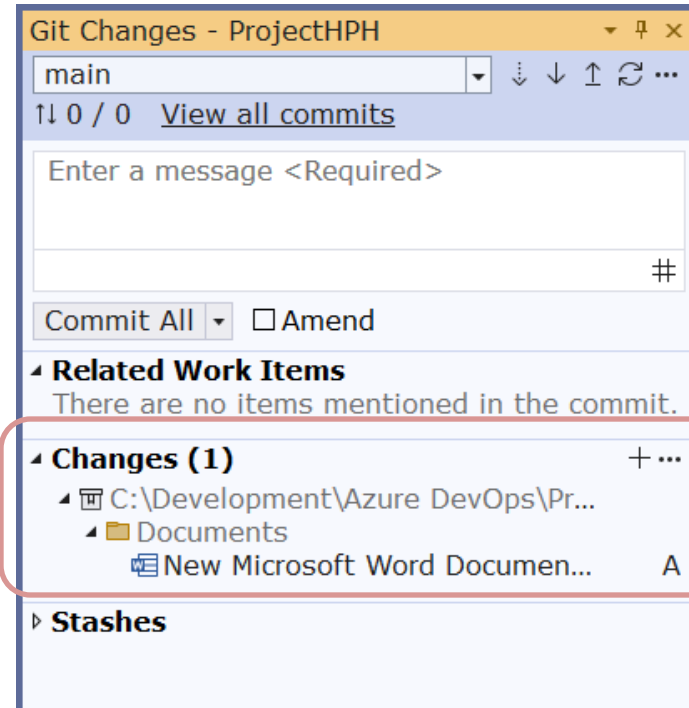 Git Changes - ProjectHPH
main
0 / 0 View all commits
Enter a message <Required>
#
Commit All Amend
Related Work Items
There are no items mentioned in the commit.
Changes (1)
C:\Development\Azure DevOps\Pr...
Documents
New Microsoft Word Documen... A
Stashes